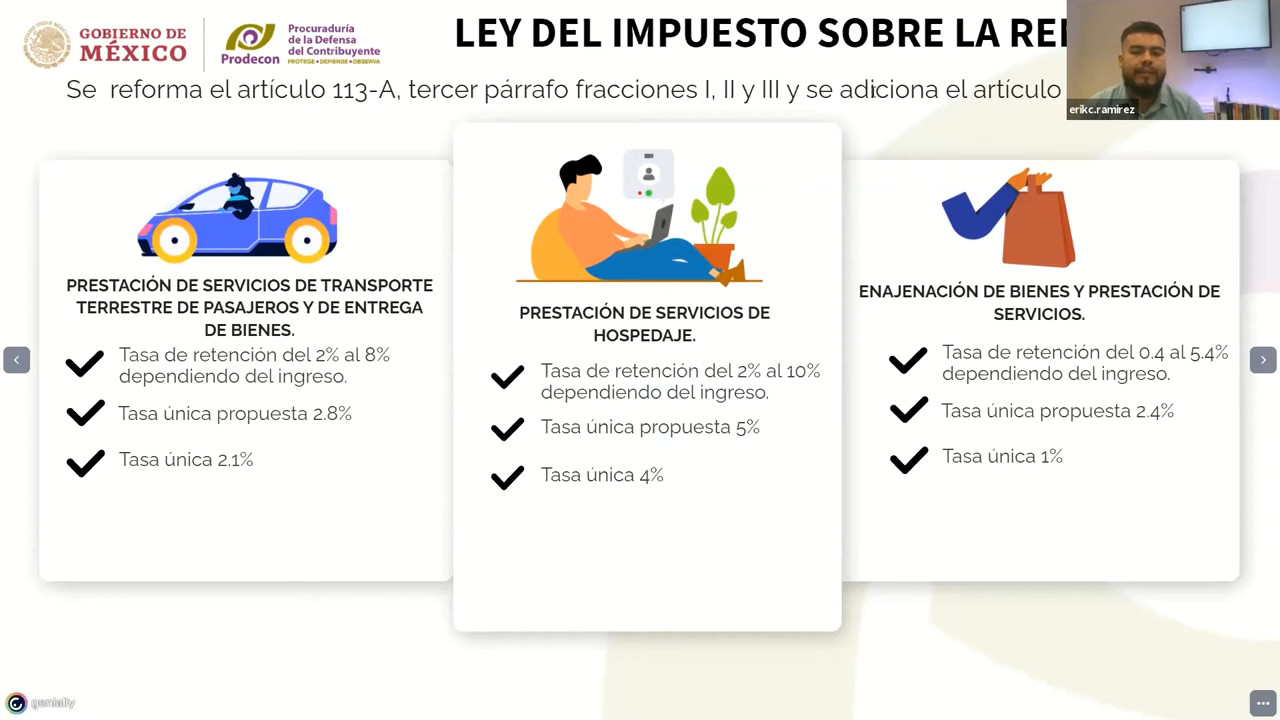 GOBIERNO DE
MÉXICO
Prodecon
Procuraduría
de la Defensa
del Contribuyente
PROTEGE • DEFIENDE • OBSERVA
LEY DEL IMPUESTO SOBRE LA
Se reforma el artículo 113-A, tercer párrafo fracciones I, II y III y se adiciona el artículo
erikc.ramirez
PRESTACIÓN DE SERVICIOS DE TRANSPORTE
TERRESTRE DE PASAJEROS Y DE ENTREGA
DE BIENES.
Tasa de retención del 2% al 8%
dependiendo del ingreso.
Tasa única propuesta 2.8%
Tasa única 2.1%
PRESTACIÓN DE SERVICIOS DE
HOSPEDAJE.
Tasa de retención del 2% al 10%
dependiendo del ingreso.
Tasa única propuesta 5%
Tasa única 4%
ENAJENACIÓN DE BIENES Y PRESTACIÓN DE
SERVICIOS.
Tasa de retención del 0.4 al 5.4%
dependiendo del ingreso.
Tasa única propuesta 2.4%
Tasa única 1%
genially